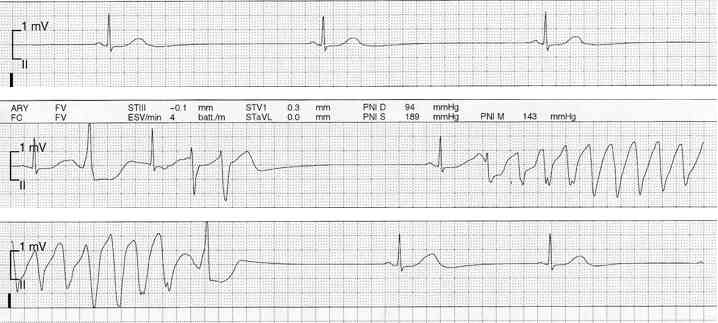 1 mV
II
ARY FV STIII −0.1 mm STV1 0.3 mm PNI D 94 mmHg
FC FV ESV/min 4 batt./m STaVL 0.0 mm PNI S 189 mmHg PNI M 143 mmHg
1 mV
II
1 mV
II